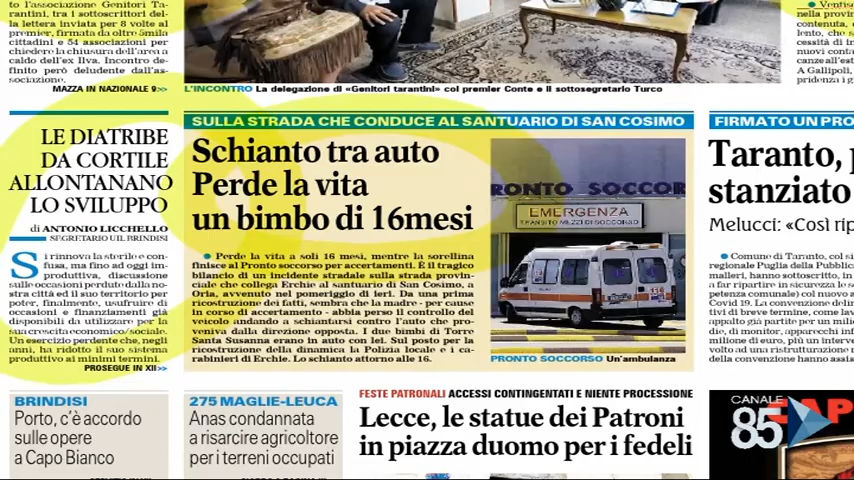 to l'associazione Genitori Ta-
rantini, tra i sottoscrittori del-
la lettera inviata per 8 volte al
premier, firmata da oltre 5mila
cittadini e 54 associazioni per
chiedere la chiusura dell'area a
caldo dell'ex Ilva. Incontro de-
finito però deludente dall'as-
sociazione.
MAZZA IN NAZIONALE 9>>
L'INCONTRO La delegazione di «Genitori tarantini» col premier Conte e il sottosegretario Turco
LE DIATRIBE
DA CORTILE
ALLONTANANO
LO SVILUPPO
di ANTONIO LICCHELLO
SEGRETARIO UIL BRINDISI
Si rinnova la sterile e con-
fusa, ma fino ad oggi im-
produttiva, discussione
sulle occasioni perdute dalla no-
stra città ed il suo territorio per
poter, finalmente, usufruire di
occasioni e finanziamenti già
disponibili da utilizzare per la
sua crescita economico/sociale.
Un esercizio perdente che, negli
anni, ha ridotto il suo sistema
produttivo ai minimi termini.
PROSEGUE IN XII>>
SULLA STRADA CHE CONDUCE AL SANTUARIO DI SAN COSIMO
Schianto tra auto
Perde la vita
un bimbo di 16mesi
● Perde la vita a soli 16 mesi, mentre la sorellina
finisce al Pronto soccorso per accertamenti. È il tragico
bilancio di un incidente stradale sulla strada provin-
ciale che collega Erchie al santuario di San Cosimo, a
Oria, avvenuto nel pomeriggio di ieri. Da una prima
ricostruzione dei fatti, sembra che la madre - per cause
in corso di accertamento - abbia perso il controllo del
veicolo andando a schiantarsi contro l'auto che pro-
veniva dalla direzione opposta. I due bimbi di Torre
Santa Susanna erano in auto con lei. Sul posto per la
ricostruzione della dinamica la Polizia locale e i ca-
rabinieri di Erchie. Lo schianto attorno alle 16.
PRONTO SOCCOR
EMERGENZA
TRANSITO MEZZI DI SOCCORSO
118
PRONTO SOCCORSO Un'ambulanza
FIRMATO UN PRO
Taranto, p
stanziato
Melucci: «Così rip
● Comune di Taranto, col si
regionale Puglia della Pubblica
malleri, hanno sottoscritto, in
a far ripartire in sicurezza le s
petenza comunale) col nuovo a
Covid 19. La convenzione defin
tivi di breve termine, come lav
appalto già partite per un milio
die, di monitor, apparecchi inf
milione di euro, più un interve
volto ad una ristrutturazione
della convenzione hanno assi
BRINDISI
Porto, c'è accordo
sulle opere
a Capo Bianco
275 MAGLIE-LEUCA
Anas condannata
a risarcire agricoltore
per i terreni occupati
FESTE PATRONALI ACCESSI CONTINGENTATI E NIENTE PROCESSIONE
Lecce, le statue dei Patroni
in piazza duomo per i fedeli
CANALE
85